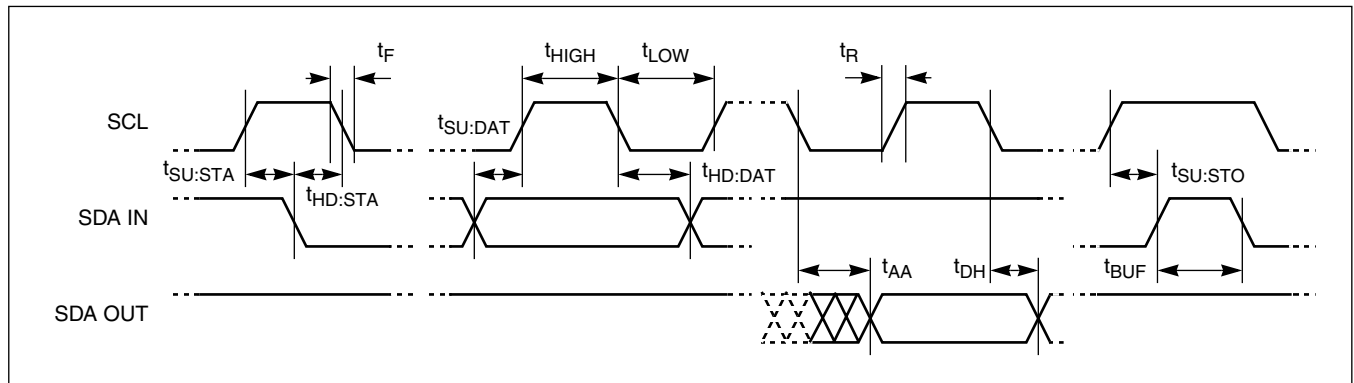 tF
tHIGH
tLOW
tR
SCL
tSU:DAT
tSU:STA
tHD:STA
tHD:DAT
tSU:STO
SDA IN
tAA
tDH
tBUF
SDA OUT